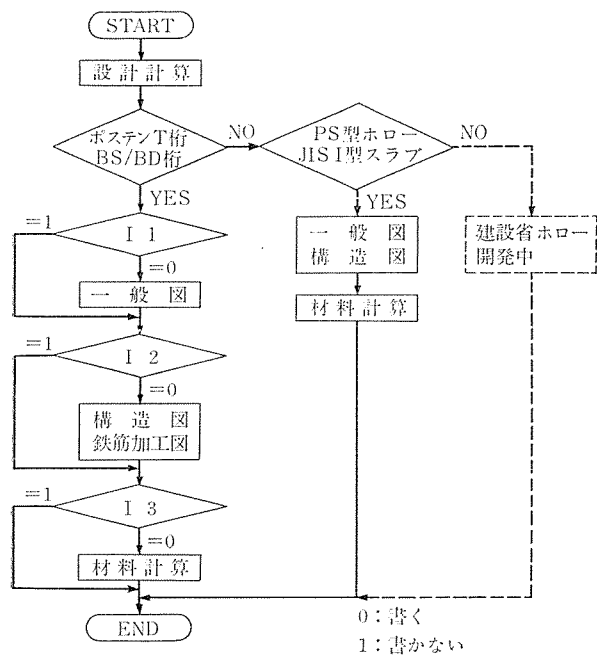 START
設計計算
ポステンT桁
BS/BD桁
NO
YES
PS型ホロー
JIS I型スラブ
NO
YES
I 1
=1
=0
一般図
I 2
=1
=0
構造図
鉄筋加工図
I 3
=1
=0
材料計算
END
一般図
構造図
材料計算
建設省ホロー
開発中
0：書く
1：書かない